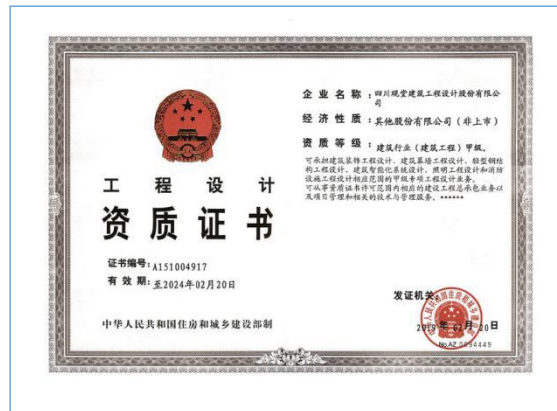 工程设计
资质证书
证书编号：A151004917
有效期：至2024年02月20日
中华人民共和国住房和城乡建设部制
企业名称：四川观堂建筑工程设计股份有限公
司
经济性质：其他股份有限公司（非上市）
资质等级：建筑行业（建筑工程）甲级。
可承担建筑装饰工程设计、建筑幕墙工程设计、轻型钢结
构工程设计、建筑智能化系统设计、照明工程设计和消防
设施工程设计相应范围的甲级专项工程设计业务。
可从事资质证书许可范围内相应的建设工程总承包业务以
及项目管理和相关的技术与管理服务。******
发证机关：
2019年02月20日
No.AZ 0094445